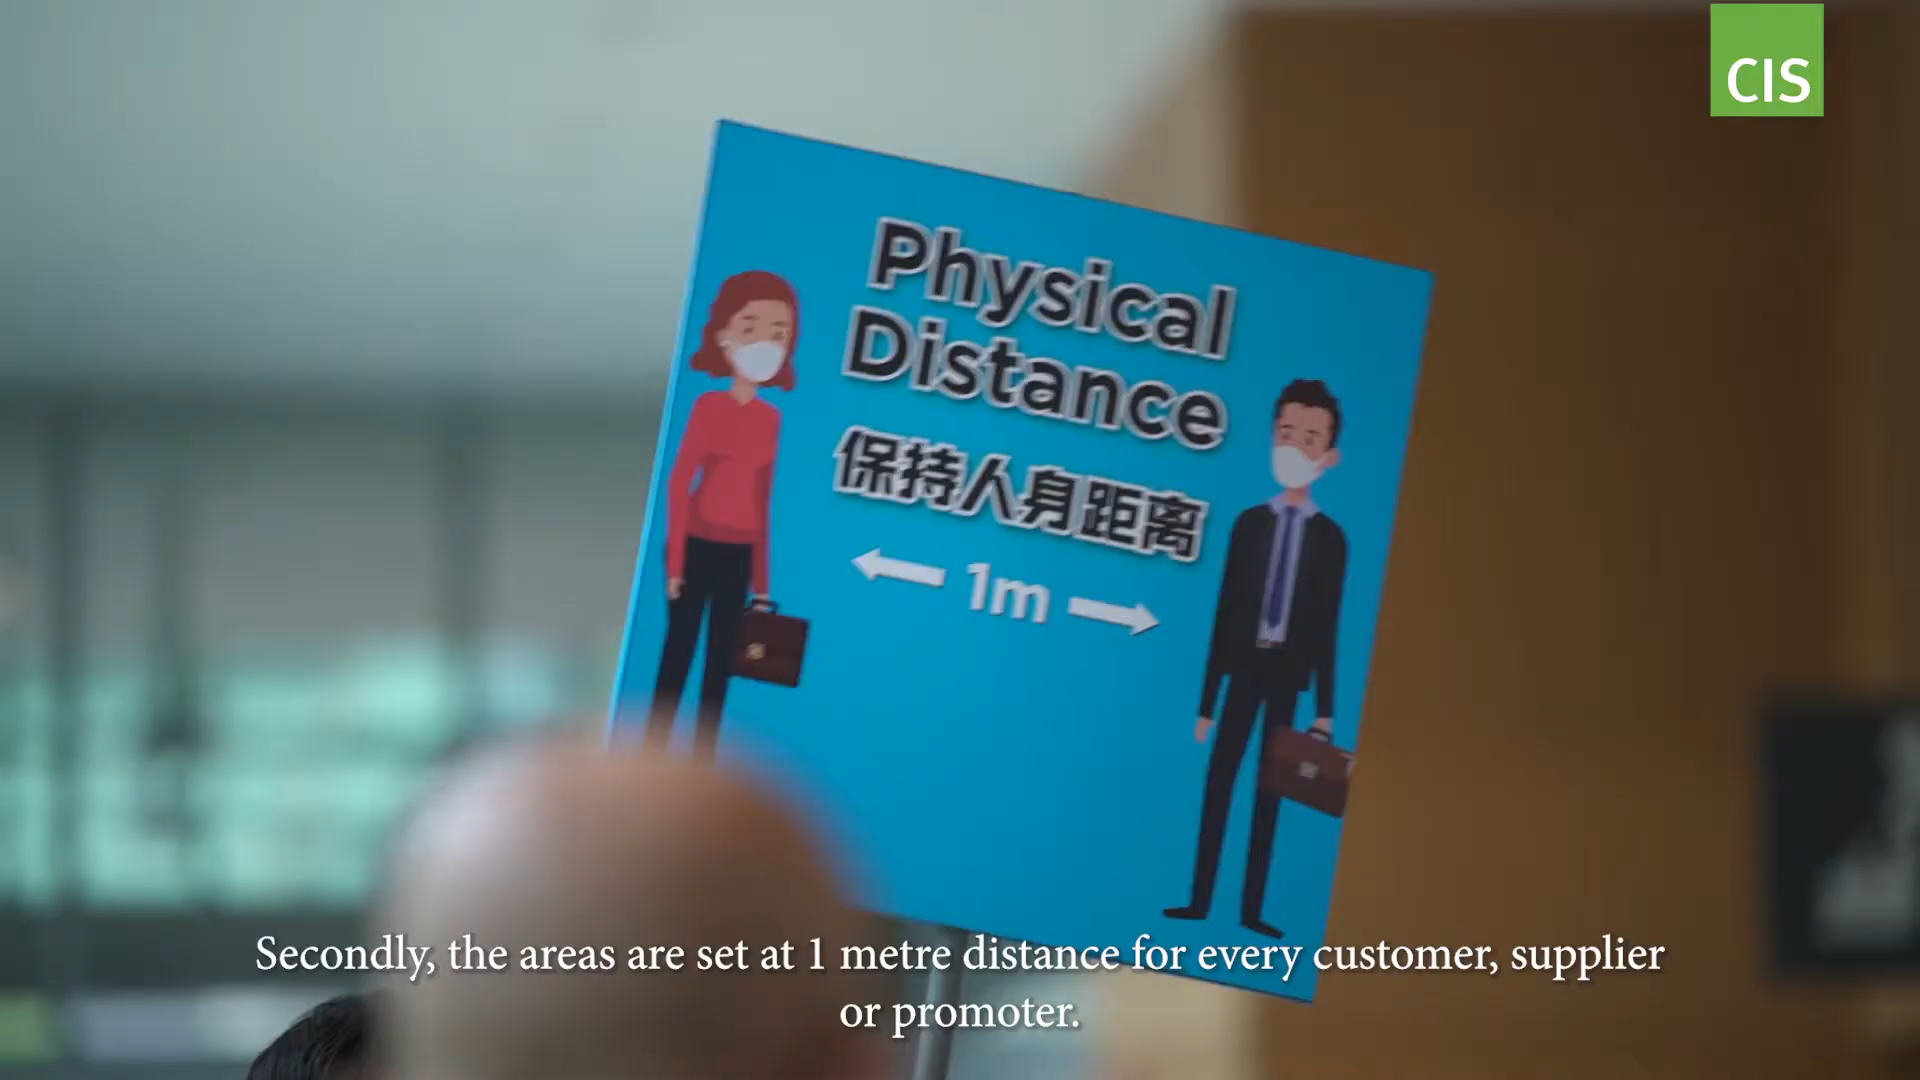 CIS
Physical
Distance
保持人身距离
1m
Secondly, the areas are set at 1 metre distance for every customer, supplier
or promoter.